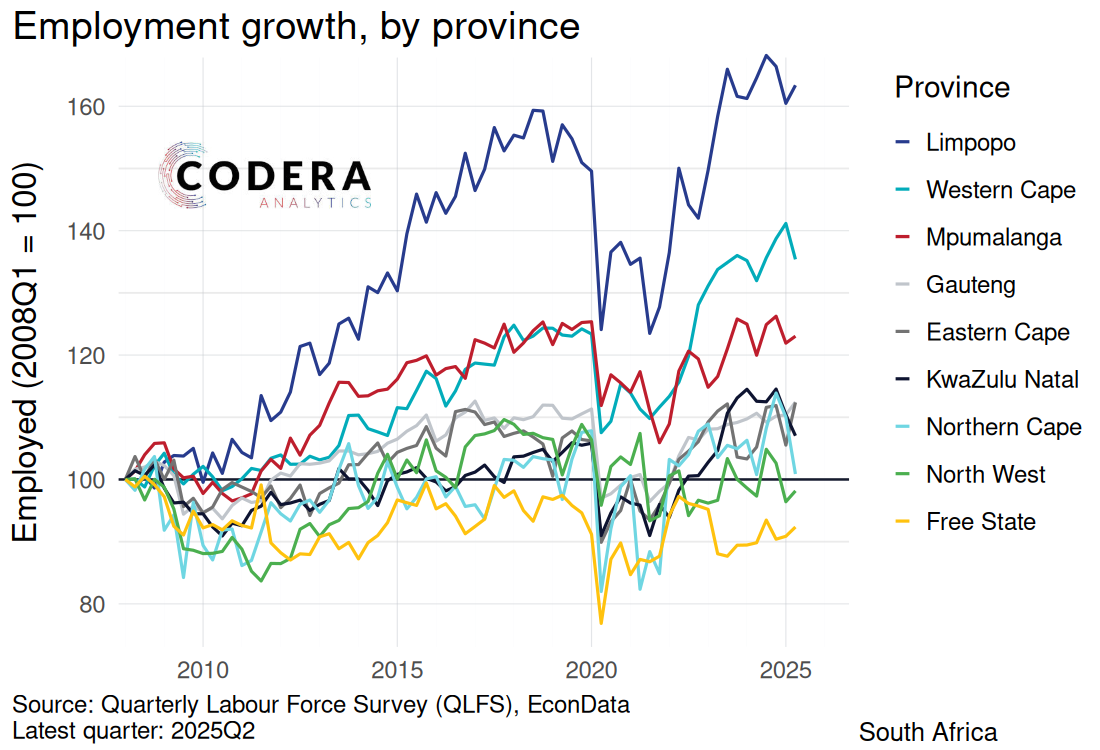 Employment growth, by province
Employed (2008Q1 = 100)
160
140
120
100
80
CODERA
ANALYTICS
2010
2015
2020
2025
Province
Limpopo
Western Cape
Mpumalanga
Gauteng
Eastern Cape
KwaZulu Natal
Northern Cape
North West
Free State
Source: Quarterly Labour Force Survey (QLFS), EconData
Latest quarter: 2025Q2
South Africa